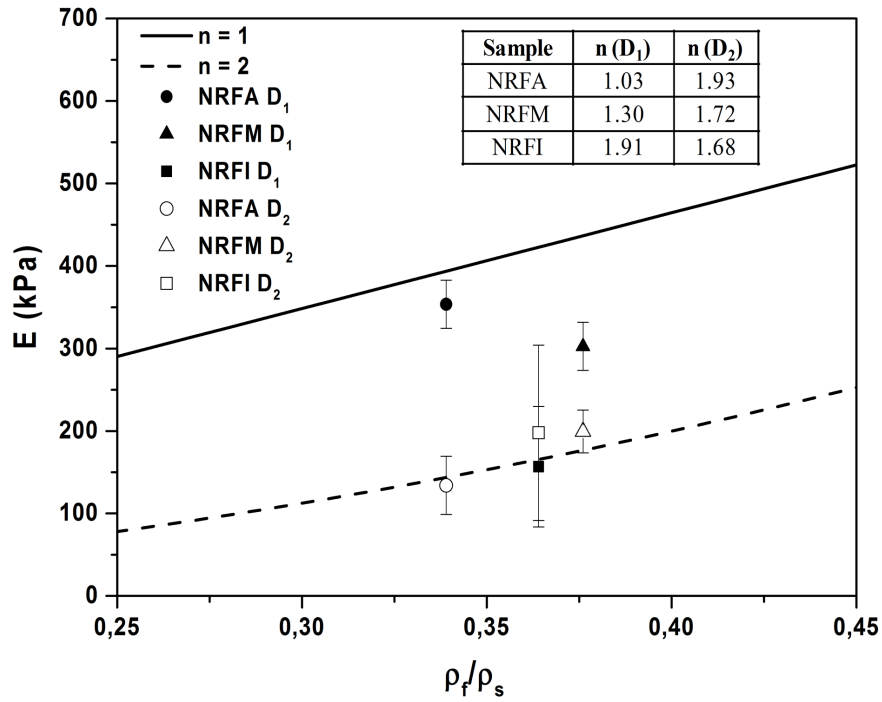 700
600
500
400
300
200
100
0
E (kPa)
n = 1
n = 2
NRFA D₁
NRFM D₁
NRFI D₁
NRFA D₂
NRFM D₂
NRFI D₂
Sample n (D₁) n (D₂)
NRFA 1.03 1.93
NRFM 1.30 1.72
NRFI 1.91 1.68
0,25 0,30 0,35 0,40 0,45
ρf/ρs